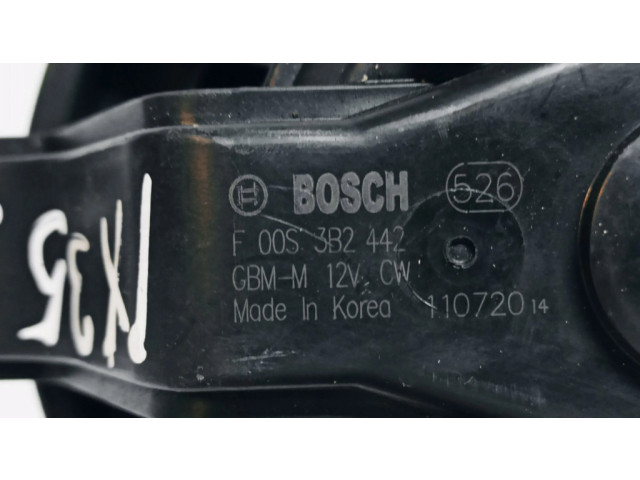 BOSCH 526
F 00S 3B2 442
GBM-M 12V CW
Made In Korea 110720 14
IX35